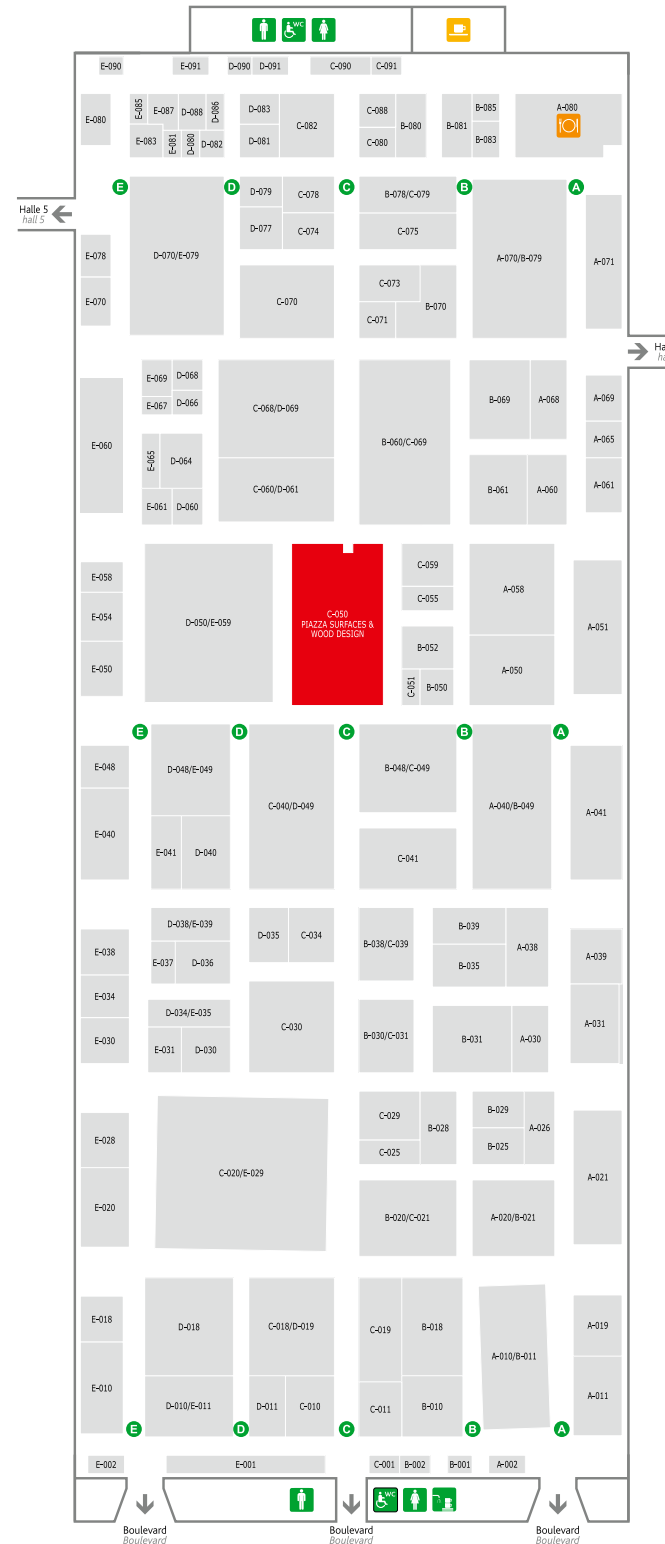 WC
E-090
E-091
D-090
D-091
C-090
C-091
E-080
E-085
E-087
D-088
D-086
E-083
E-081
D-080
D-082
D-083
D-081
C-082
C-088
C-080
B-080
B-081
B-085
B-083
A-080
E
D
C
B
A
Halle 5
hall 5
E-078
E-070
D-070/E-079
D-079
D-077
C-078
C-074
C-070
B-078/C-079
C-075
C-073
C-071
B-070
A-070/B-079
A-071
Ha
ha
E-060
E-069
D-068
E-067
D-066
E-065
D-064
E-061
D-060
C-068/D-069
C-060/D-061
B-060/C-069
B-069
A-068
B-061
A-060
A-069
A-065
A-061
E-058
E-054
E-050
D-050/E-059
C-050
PIAZZA SURFACES &
WOOD DESIGN
C-059
C-055
B-052
C-051
B-050
A-058
A-050
A-051
E
D
C
B
A
E-048
E-040
D-048/E-049
E-041
D-040
C-040/D-049
B-048/C-049
C-041
A-040/B-049
A-041
E-038
E-034
E-030
D-038/E-039
E-037
D-036
D-034/E-035
E-031
D-030
D-035
C-034
C-030
B-038/C-039
B-030/C-031
B-039
B-035
A-038
B-031
A-030
A-039
A-031
E-028
E-020
C-020/E-029
C-029
C-025
B-028
B-029
B-025
A-026
B-020/C-021
A-020/B-021
A-021
E-018
E-010
D-018
D-010/E-011
C-018/D-019
D-011
C-010
C-019
C-011
B-018
B-010
A-010/B-011
A-019
A-011
E
D
C
B
A
E-002
E-001
C-001
B-002
B-001
A-002
WC
Boulevard
Boulevard
Boulevard
Boulevard
Boulevard
Boulevard